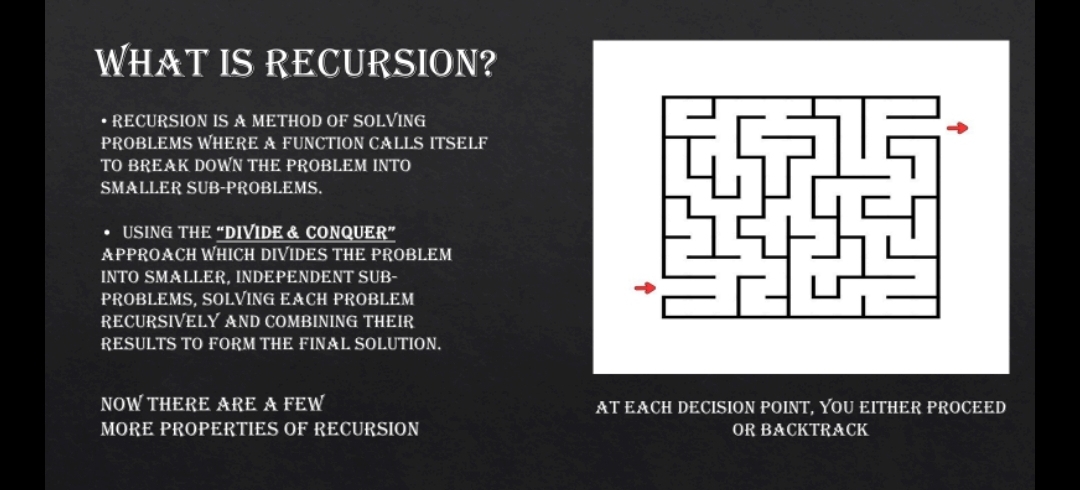 WHAT IS RECURSION?
• RECURSION IS A METHOD OF SOLVING
PROBLEMS WHERE A FUNCTION CALLS ITSELF
TO BREAK DOWN THE PROBLEM INTO
SMALLER SUB-PROBLEMS.
• USING THE “DIVIDE & CONQUER”
APPROACH WHICH DIVIDES THE PROBLEM
INTO SMALLER, INDEPENDENT SUB-
PROBLEMS, SOLVING EACH PROBLEM
RECURSIVELY AND COMBINING THEIR
RESULTS TO FORM THE FINAL SOLUTION.
NOW THERE ARE A FEW
MORE PROPERTIES OF RECURSION
AT EACH DECISION POINT, YOU EITHER PROCEED
OR BACKTRACK